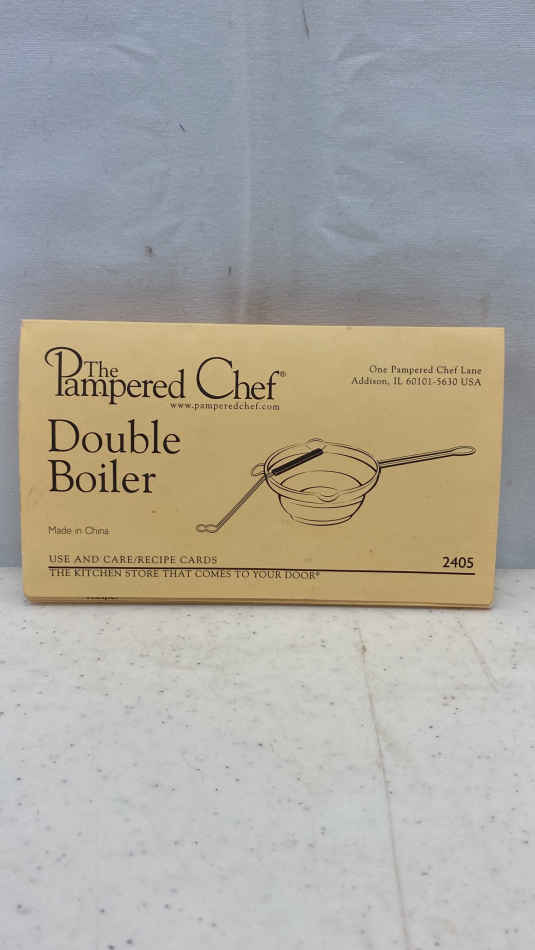 The
Pampered Chef®
www.pamperedchef.com
One Pampered Chef Lane
Addison, IL 60101-5630 USA
Double
Boiler
Made in China
USE AND CARE/RECIPE CARDS
2405
THE KITCHEN STORE THAT COMES TO YOUR DOOR®